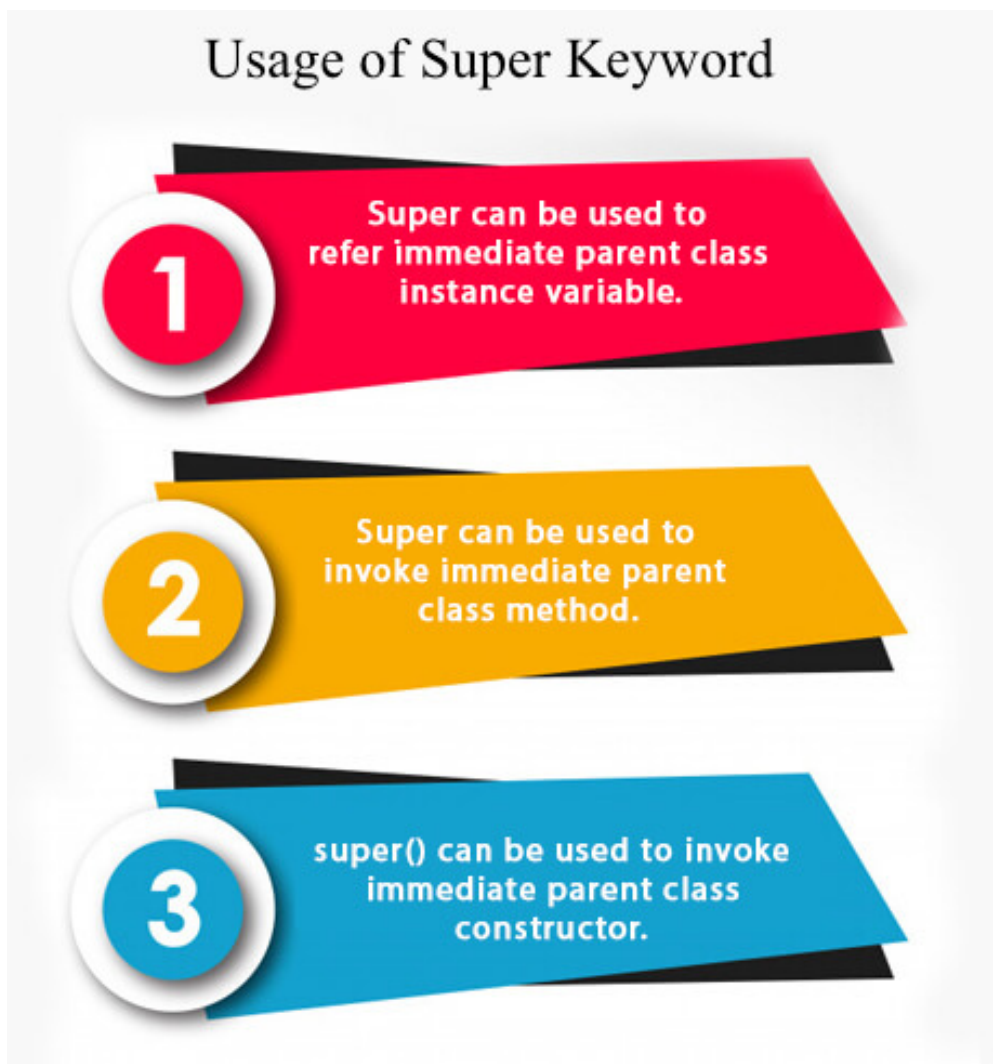 Usage of Super Keyword
1
Super can be used to
refer immediate parent class
instance variable.
2
Super can be used to
invoke immediate parent
class method.
3
super() can be used to invoke
immediate parent class
constructor.